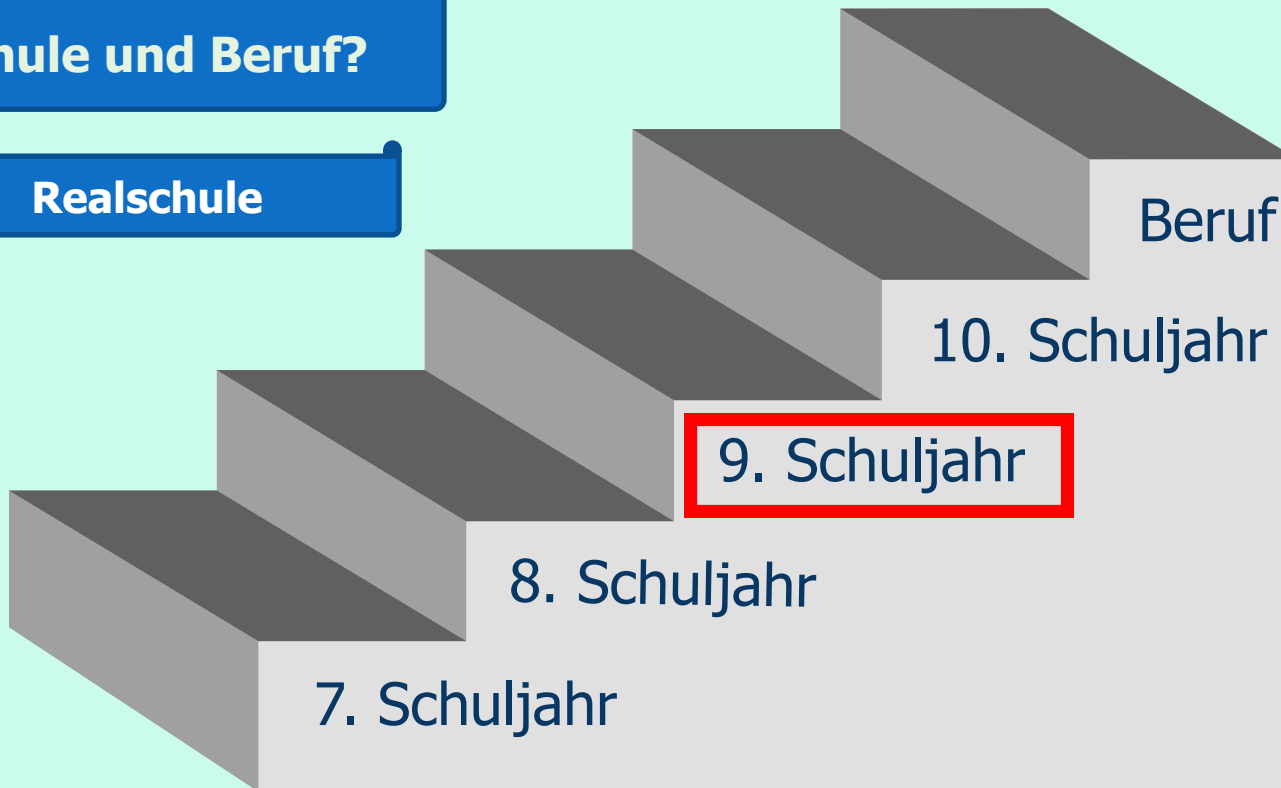 hule und Beruf?
Realschule
Beruf
10. Schuljahr
9. Schuljahr
8. Schuljahr
7. Schuljahr